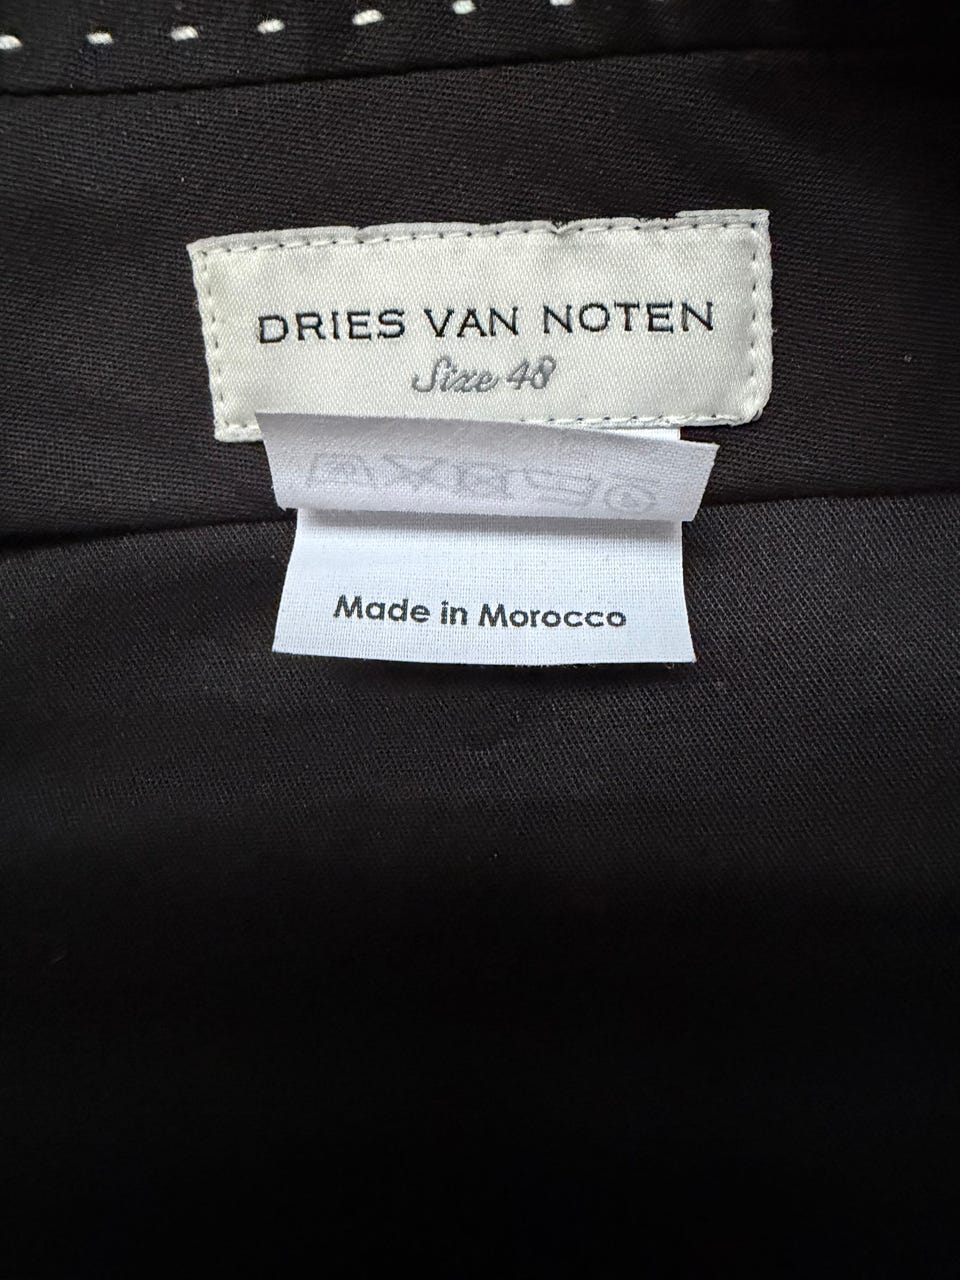 DRIES VAN NOTEN
Size 48
Made in Morocco